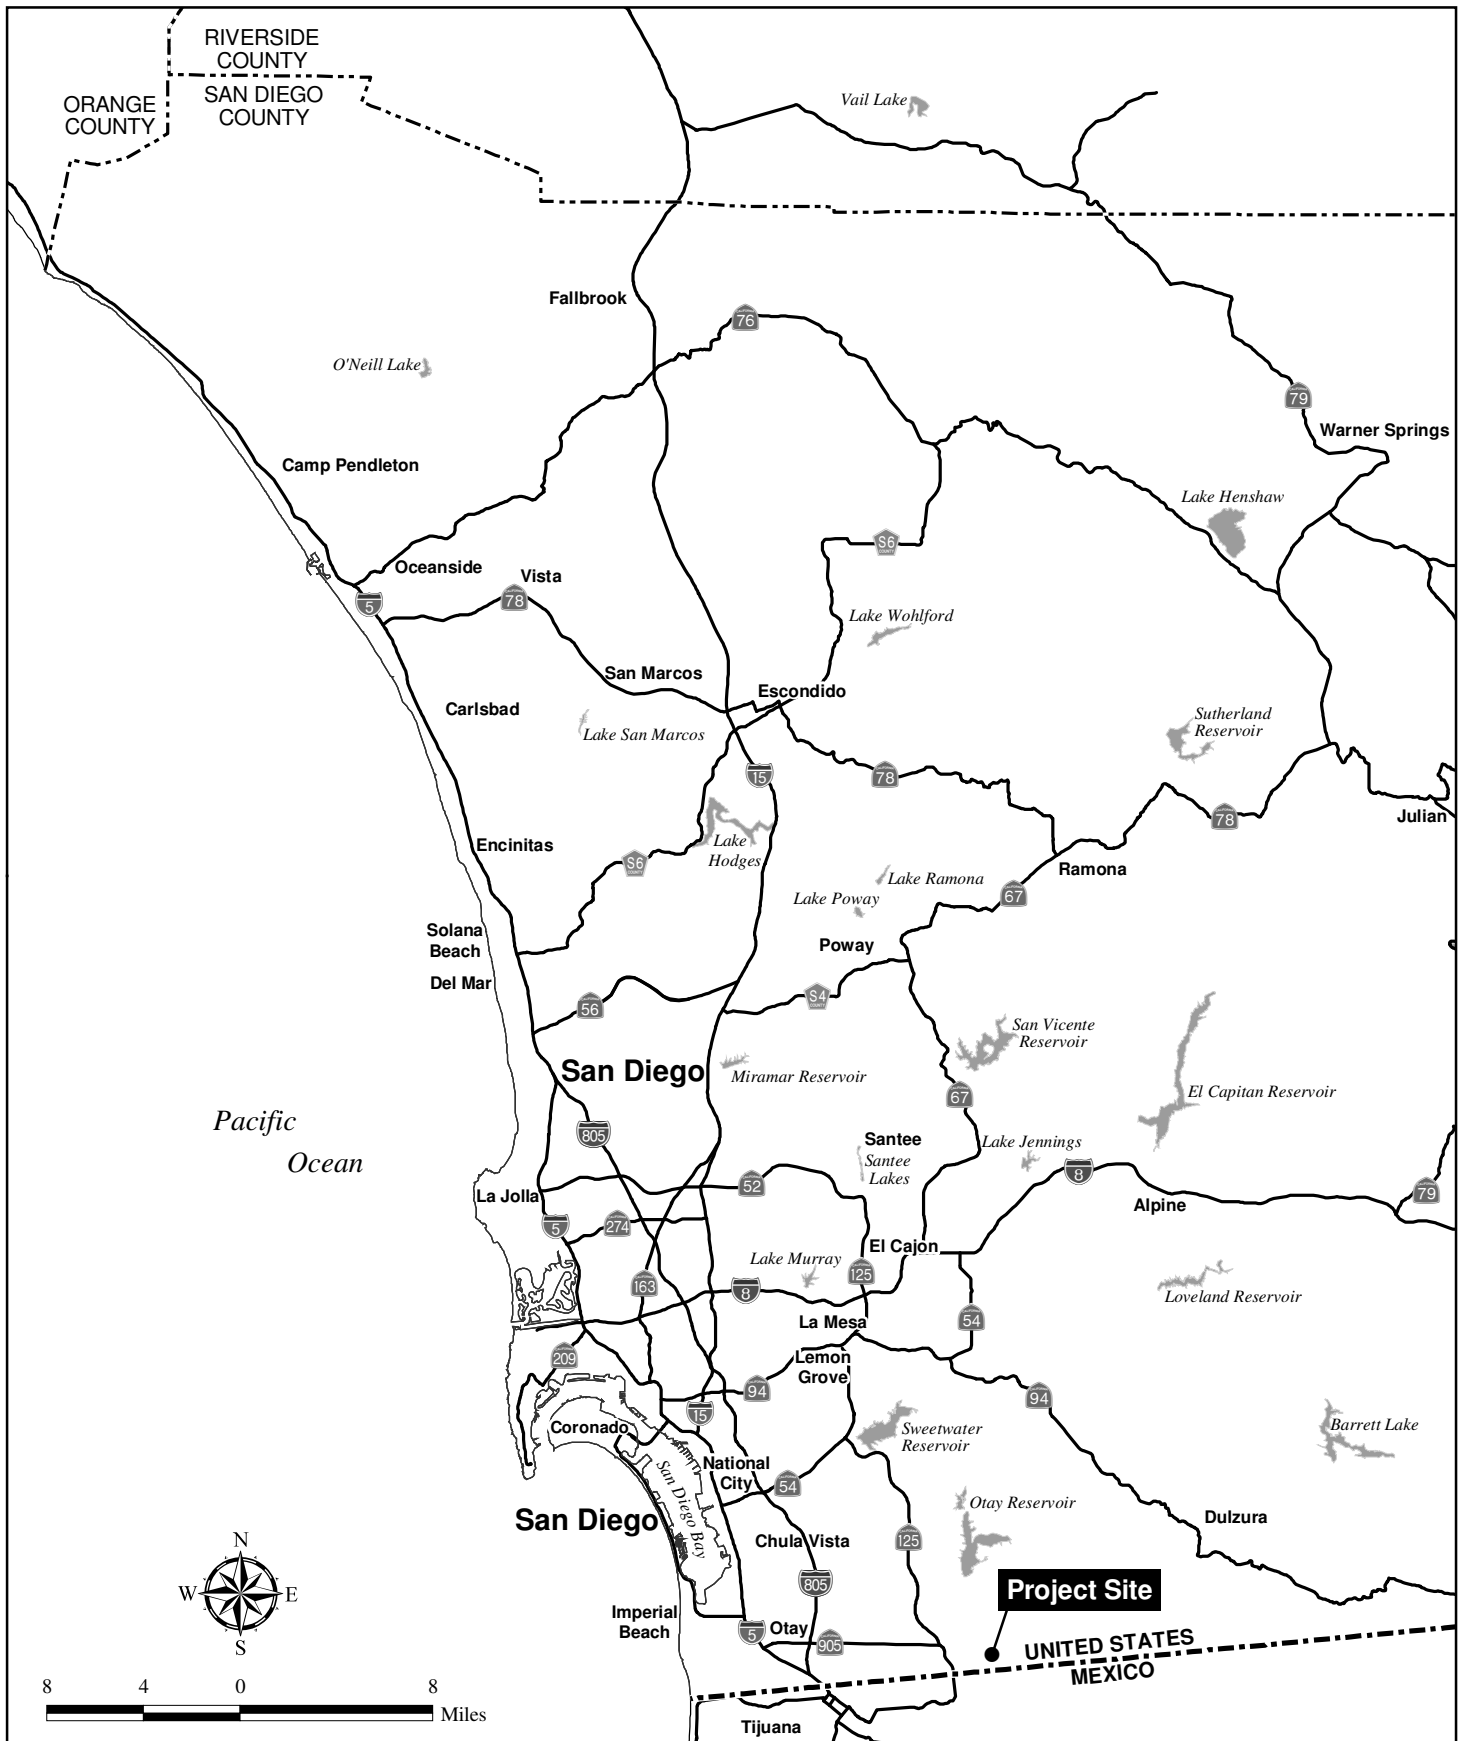 RIVERSIDE
COUNTY
ORANGE
COUNTY
SAN DIEGO
COUNTY
Vail Lake
Fallbrook
76
O'Neill Lake
79
Warner Springs
Camp Pendleton
Lake Henshaw
S6
COUNTY
Oceanside
Vista
5
78
Lake Wohlford
San Marcos
Escondido
Carlsbad
Lake San Marcos
Sutherland
Reservoir
15
78
78
Julian
Encinitas
Lake
Hodges
S6
COUNTY
Ramona
Lake Ramona
67
Lake Poway
Solana
Beach
Poway
Del Mar
56
S4
COUNTY
San Vicente
Reservoir
San Diego
Miramar Reservoir
El Capitan Reservoir
67
Pacific
Ocean
805
Santee
Santee
Lakes
Lake Jennings
8
52
La Jolla
Alpine
79
5
274
El Cajon
Lake Murray
125
163
8
Loveland Reservoir
La Mesa
54
209
Lemon
Grove
94
94
15
Coronado
Sweetwater
Reservoir
Barrett Lake
National
City
54
San Diego Bay
Otay Reservoir
San Diego
Dulzura
Chula Vista
125
805
Project Site
N
W
E
S
Imperial
Beach
5
Otay
905
UNITED STATES
MEXICO
8
4
0
8
Miles
Tijuana